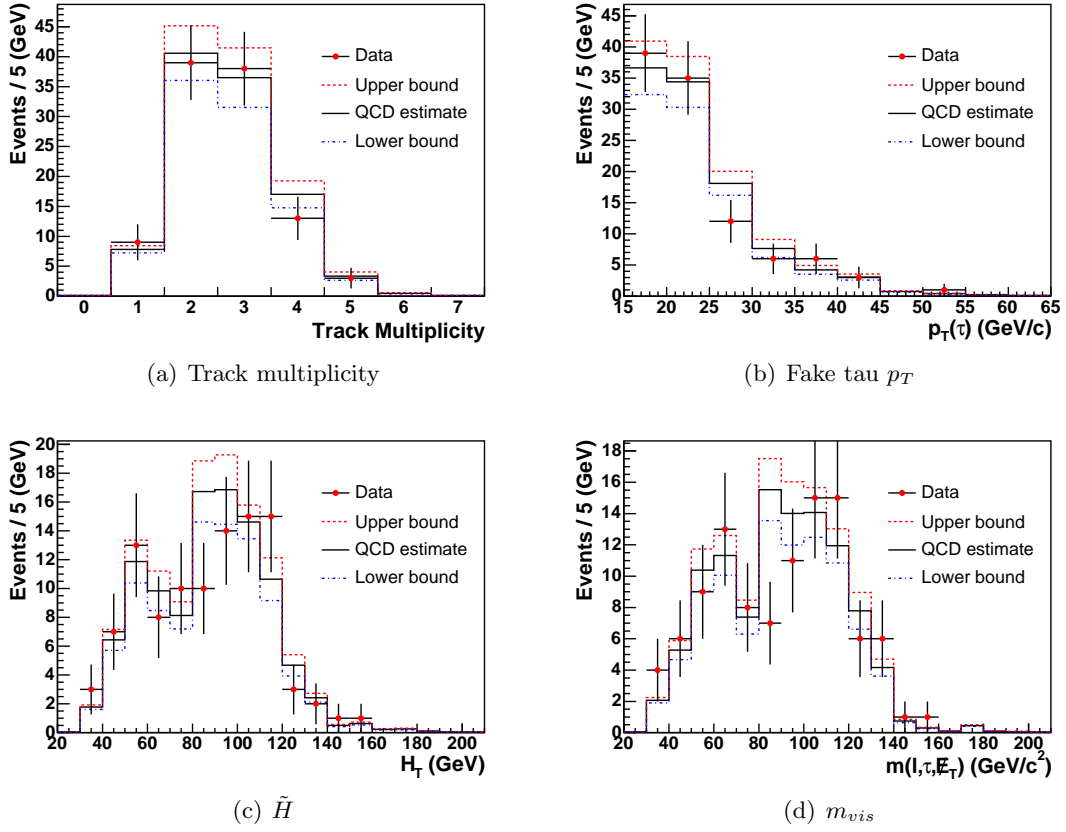 Events / 5 (GeV)
45
40
35
30
25
20
15
10
5
0
Data
Upper bound
QCD estimate
Lower bound
0 1 2 3 4 5 6 7
Track Multiplicity
(a) Track multiplicity
Events / 5 (GeV)
45
40
35
30
25
20
15
10
5
0
Data
Upper bound
QCD estimate
Lower bound
15 20 25 30 35 40 45 50 55 60 65
p_T(τ) (GeV/c)
(b) Fake tau p_T
Events / 5 (GeV)
20
18
16
14
12
10
8
6
4
2
0
Data
Upper bound
QCD estimate
Lower bound
20 40 60 80 100 120 140 160 180 200
H_T (GeV)
(c) H̃
Events / 5 (GeV)
18
16
14
12
10
8
6
4
2
0
Data
Upper bound
QCD estimate
Lower bound
20 40 60 80 100 120 140 160 180 200
m(l,τ,E̸_T) (GeV/c²)
(d) m_vis